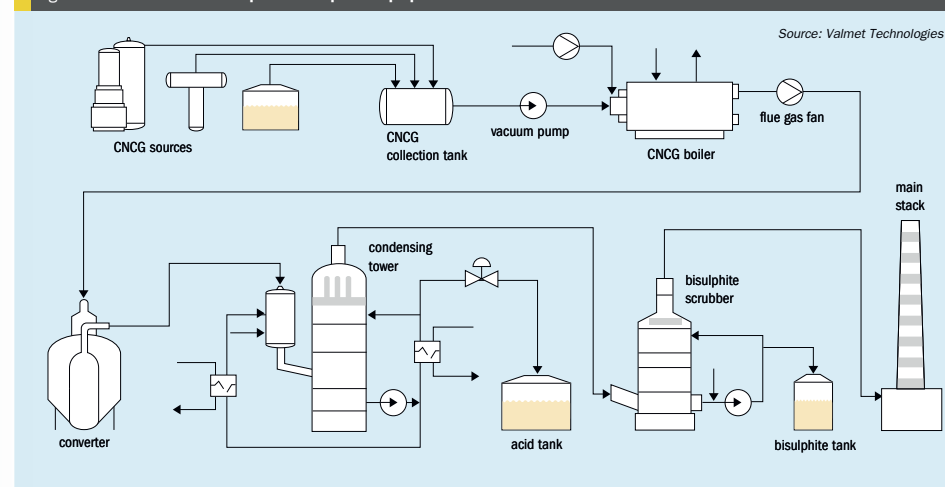 Source: Valmet Technologies
CNCG sources
CNCG
collection tank
vacuum pump
CNCG boiler
flue gas fan
main
stack
condensing
tower
bisulphite
scrubber
converter
acid tank
bisulphite tank